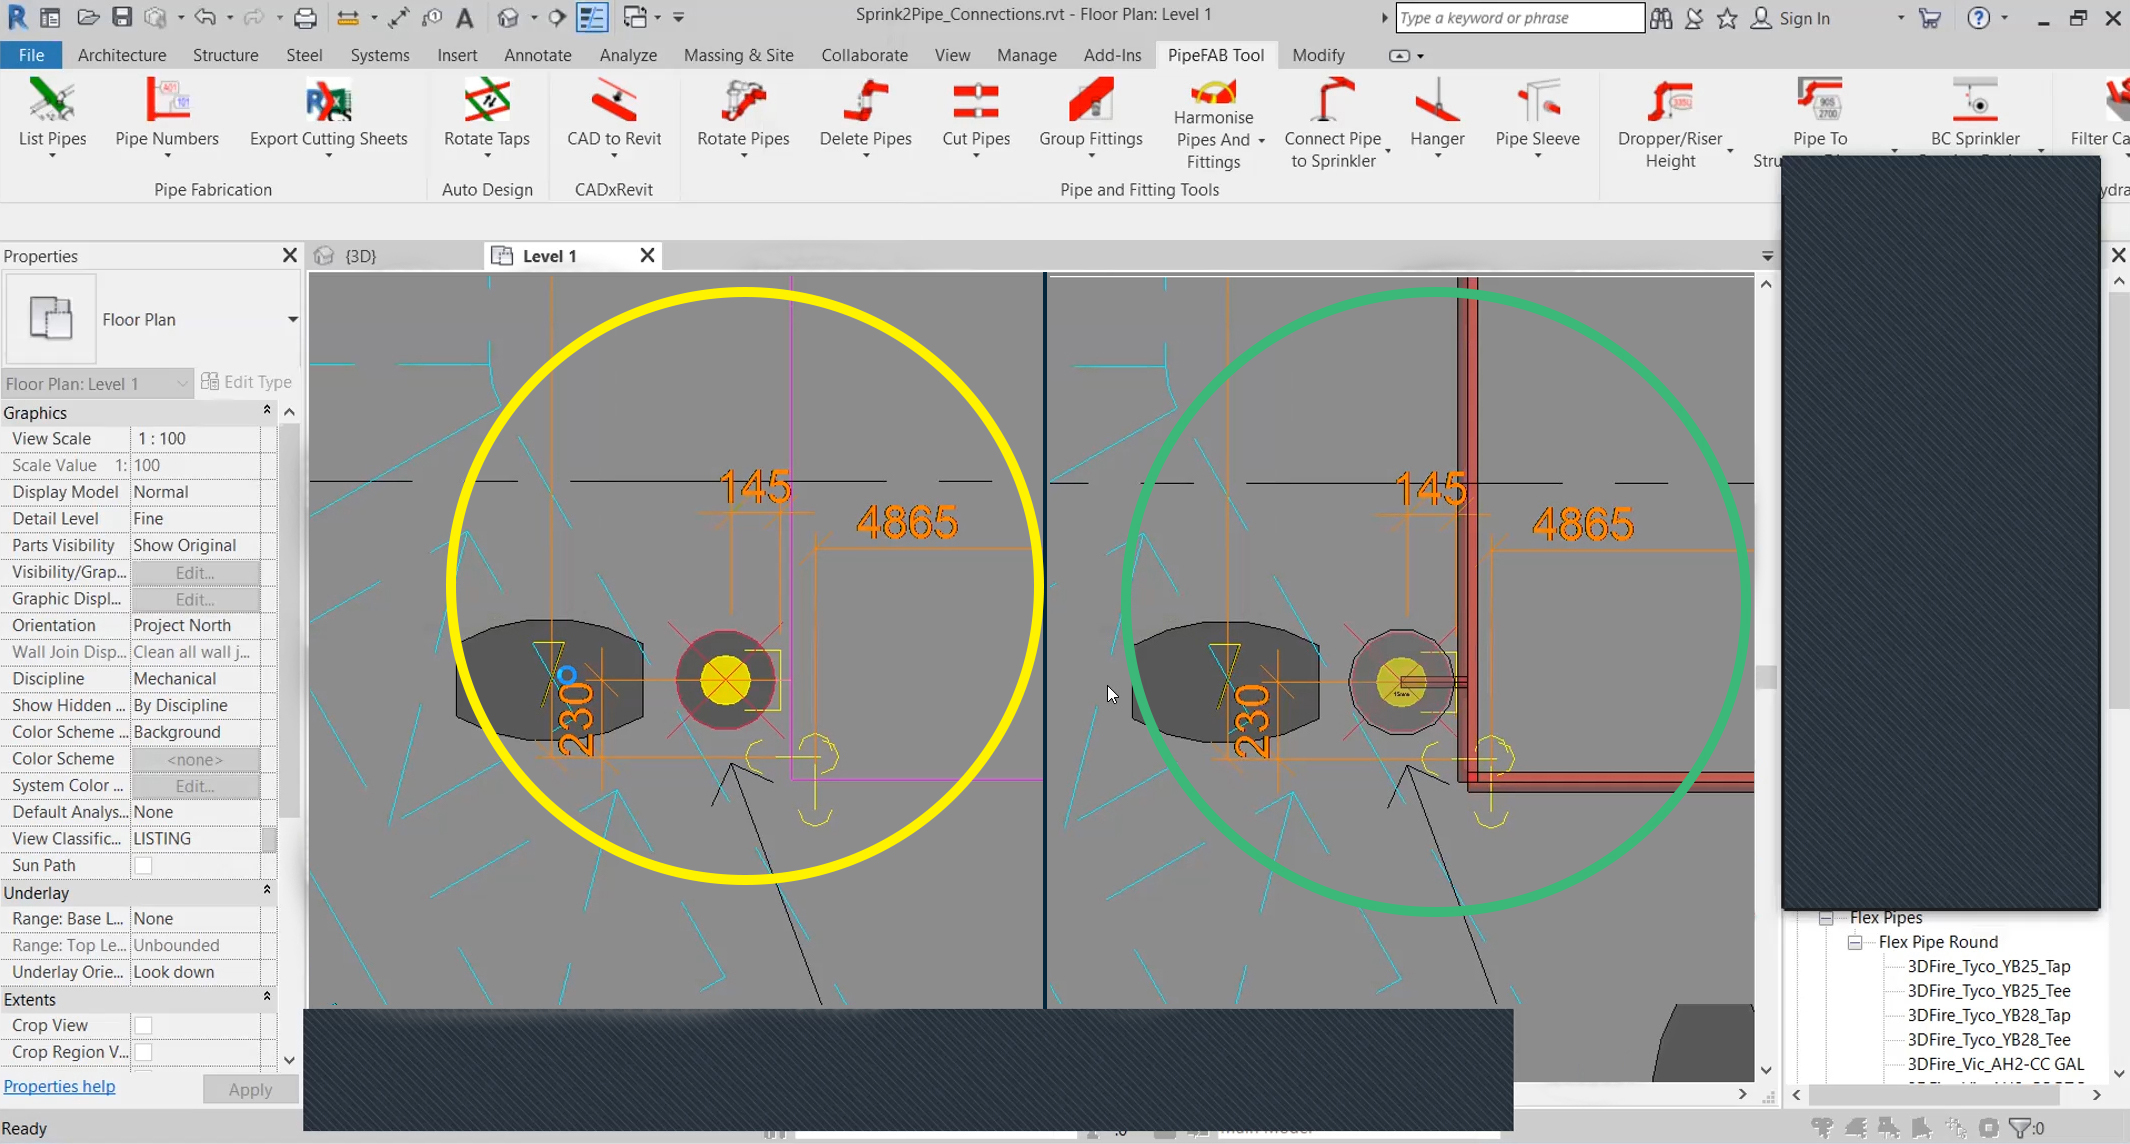 Sprink2Pipe_Connections.rvt - Floor Plan: Level 1
Type a keyword or phrase
Sign In
File Architecture Structure Steel Systems Insert Annotate Analyze Massing & Site Collaborate View Manage Add-Ins PipeFAB Tool Modify
List Pipes
Pipe Numbers
Export Cutting Sheets
Rotate Taps
CAD to Revit
Rotate Pipes
Delete Pipes
Cut Pipes
Group Fittings
Harmonise
Pipes And
Fittings
Connect Pipe
to Sprinkler
Hanger
Pipe Sleeve
Dropper/Riser
Height
Pipe To
BC Sprinkler
Pipe Fabrication
Auto Design
CADxRevit
Pipe and Fitting Tools
Properties
{3D}
Level 1
Floor Plan
Floor Plan: Level 1
Edit Type
Graphics
View Scale 1 : 100
Scale Value 1: 100
Display Model Normal
Detail Level Fine
Parts Visibility Show Original
Visibility/Grap... Edit...
Graphic Displ... Edit...
Orientation Project North
Wall Join Disp... Clean all wall j...
Discipline Mechanical
Show Hidden ... By Discipline
Color Scheme ... Background
Color Scheme <none>
System Color ... Edit...
Default Analys... None
View Classific... LISTING
Sun Path
Underlay
Range: Base L... None
Range: Top Le... Unbounded
Underlay Orie... Look down
Extents
Crop View
Crop Region V...
Properties help
Apply
Ready
145
4865
230
145
4865
230
Flex Pipes
Flex Pipe Round
3DFire_Tyco_YB25_Tap
3DFire_Tyco_YB25_Tee
3DFire_Tyco_YB28_Tap
3DFire_Tyco_YB28_Tee
3DFire_Vic_AH2-CC GAL
:0